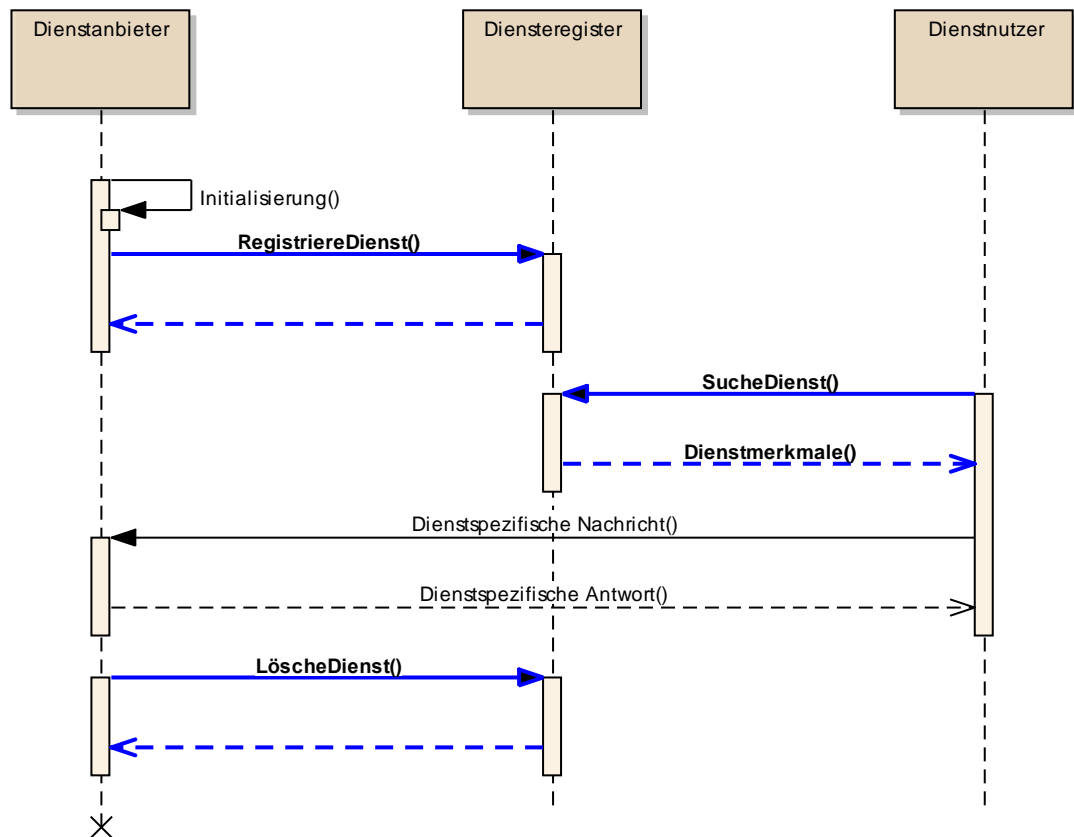 Dienstanbieter
Diensteregister
Dienstnutzer
Initialisierung()
RegistriereDienst()
SucheDienst()
Dienstmerkmale()
Dienstspezifische Nachricht()
Dienstspezifische Antwort()
LöscheDienst()